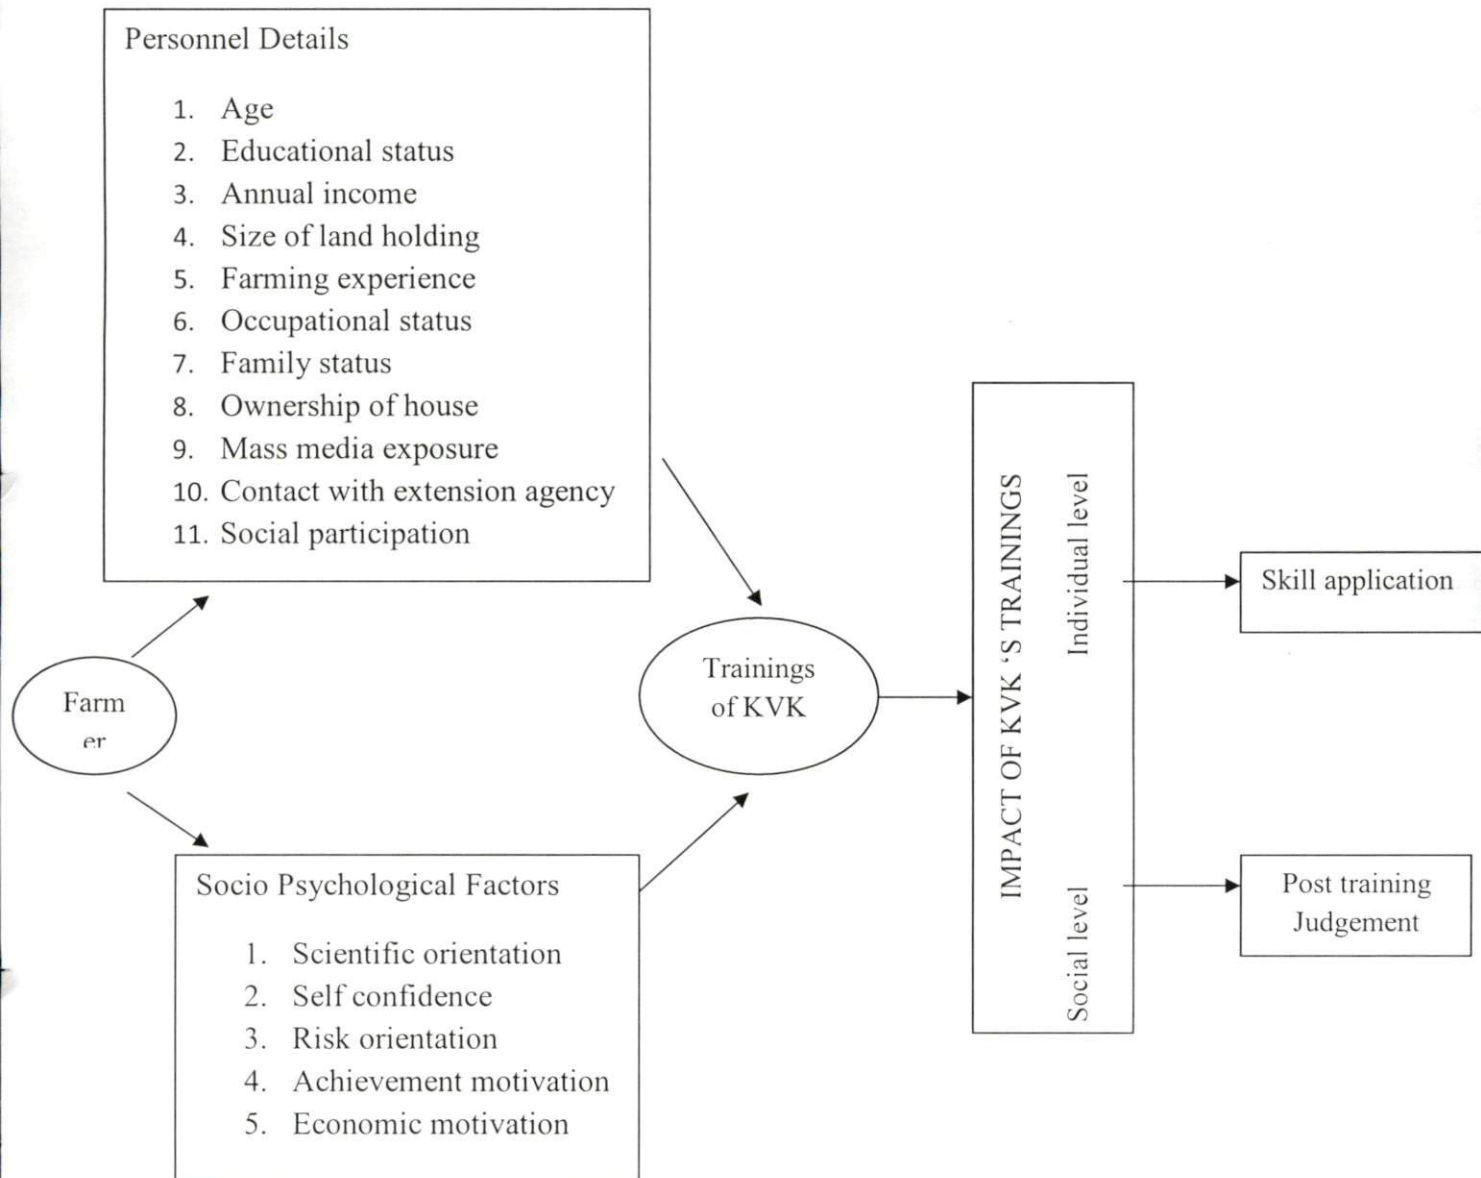 Personnel Details
1. Age
2. Educational status
3. Annual income
4. Size of land holding
5. Farming experience
6. Occupational status
7. Family status
8. Ownership of house
9. Mass media exposure
10. Contact with extension agency
11. Social participation
Farm
er
Trainings
of KVK
IMPACT OF KVK ‘S TRAININGS
Individual level
Social level
Skill application
Post training
Judgement
Socio Psychological Factors
1. Scientific orientation
2. Self confidence
3. Risk orientation
4. Achievement motivation
5. Economic motivation